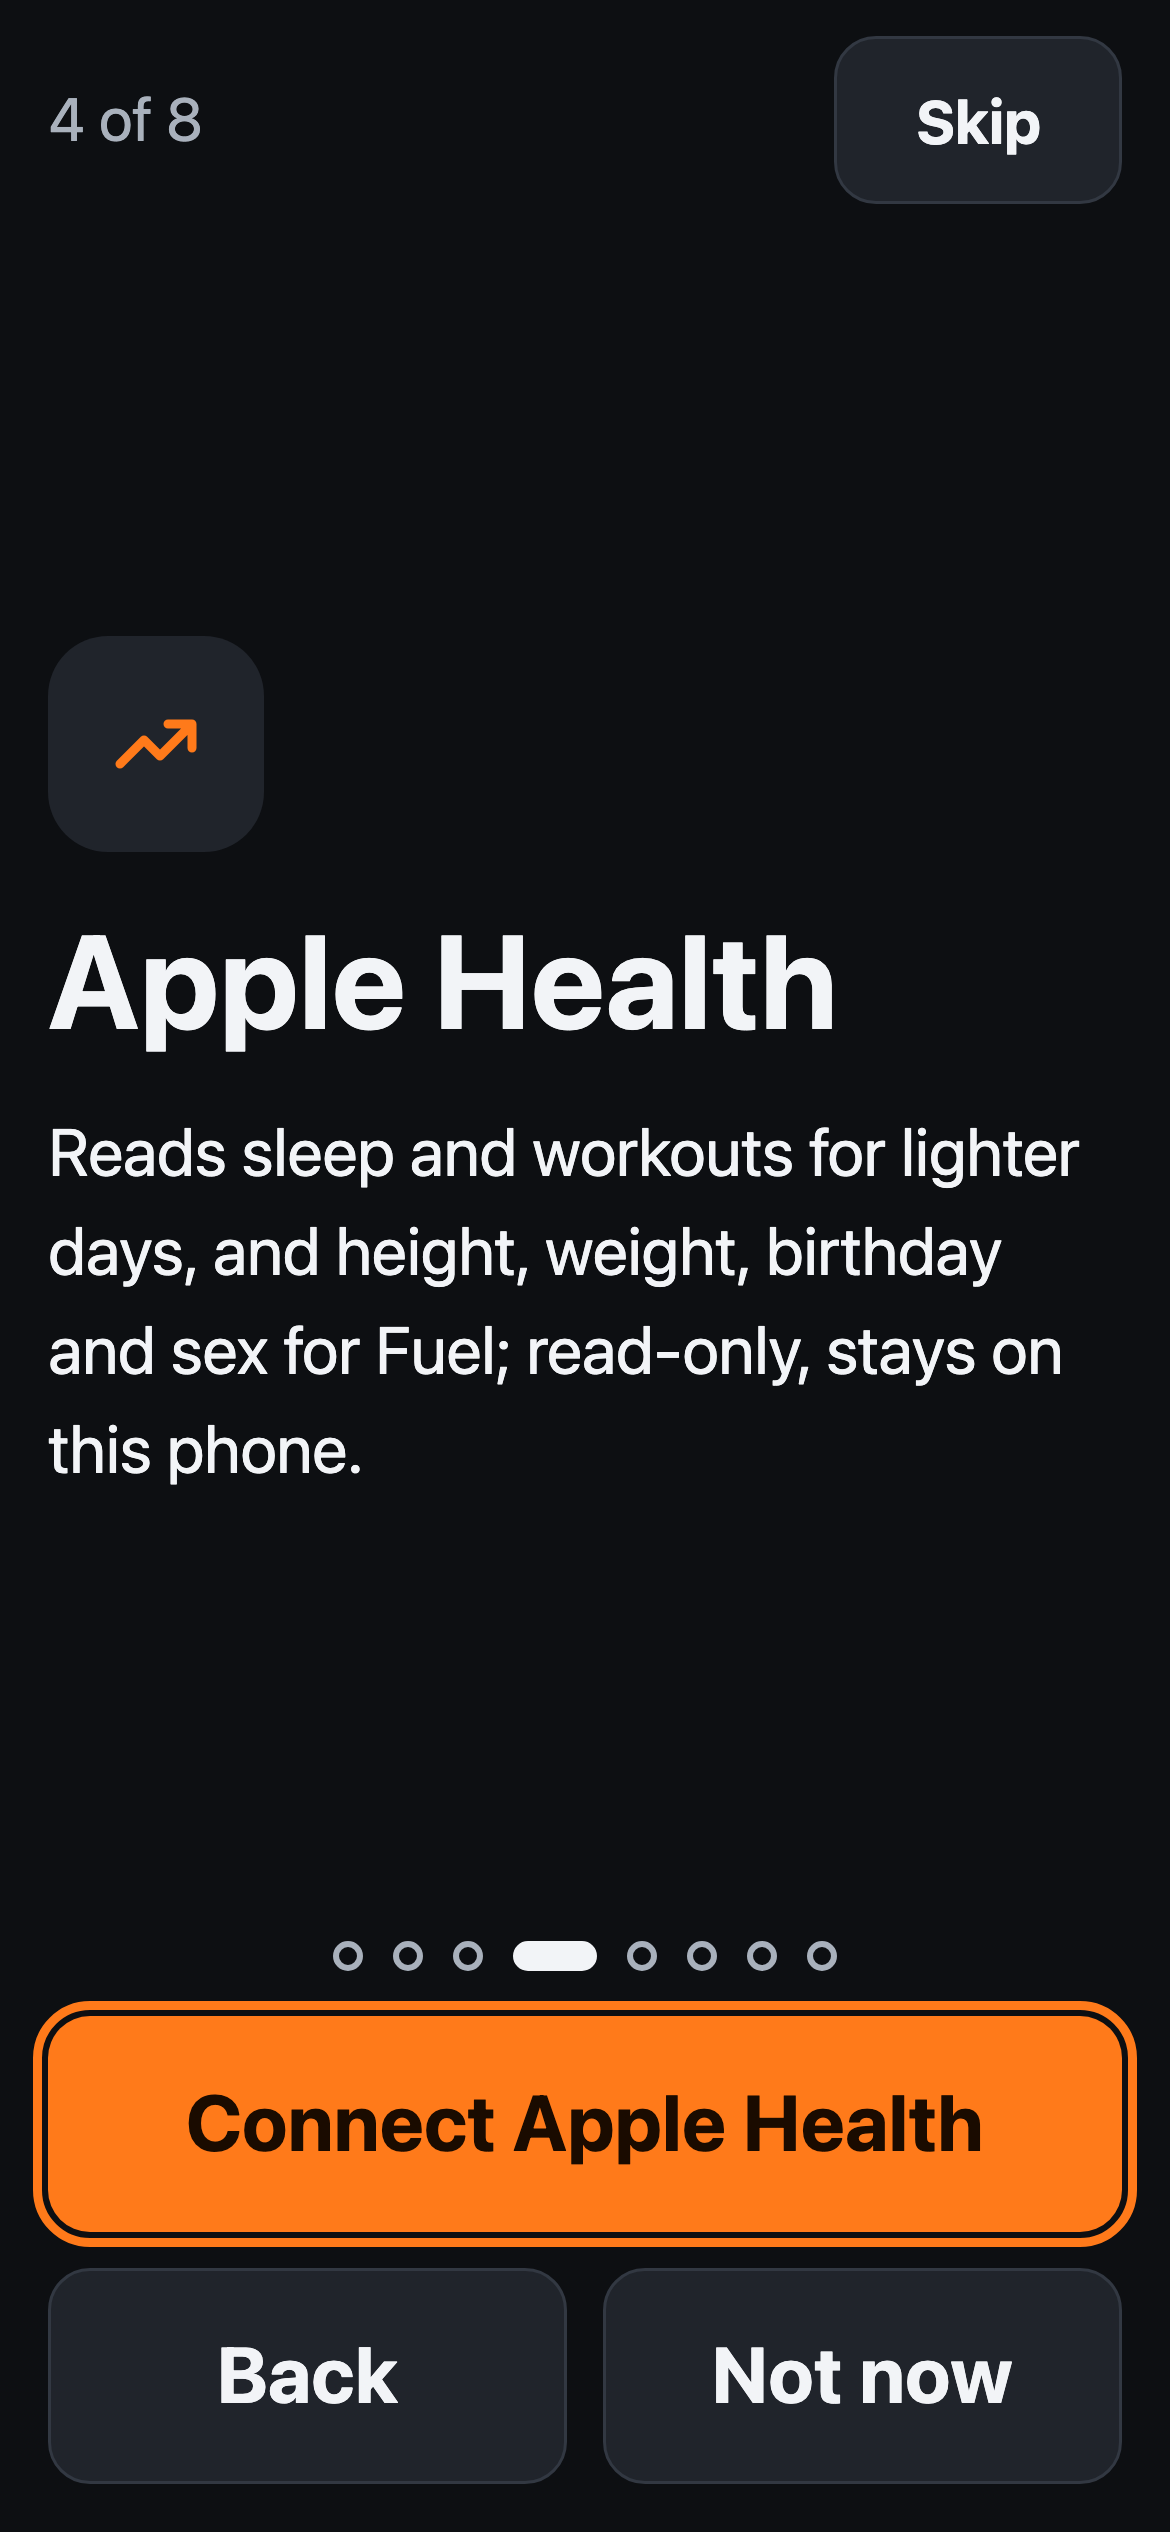 4 of 8
Skip
Apple Health
Reads sleep and workouts for lighter
days, and height, weight, birthday
and sex for Fuel; read-only, stays on
this phone.
Connect Apple Health
Back
Not now